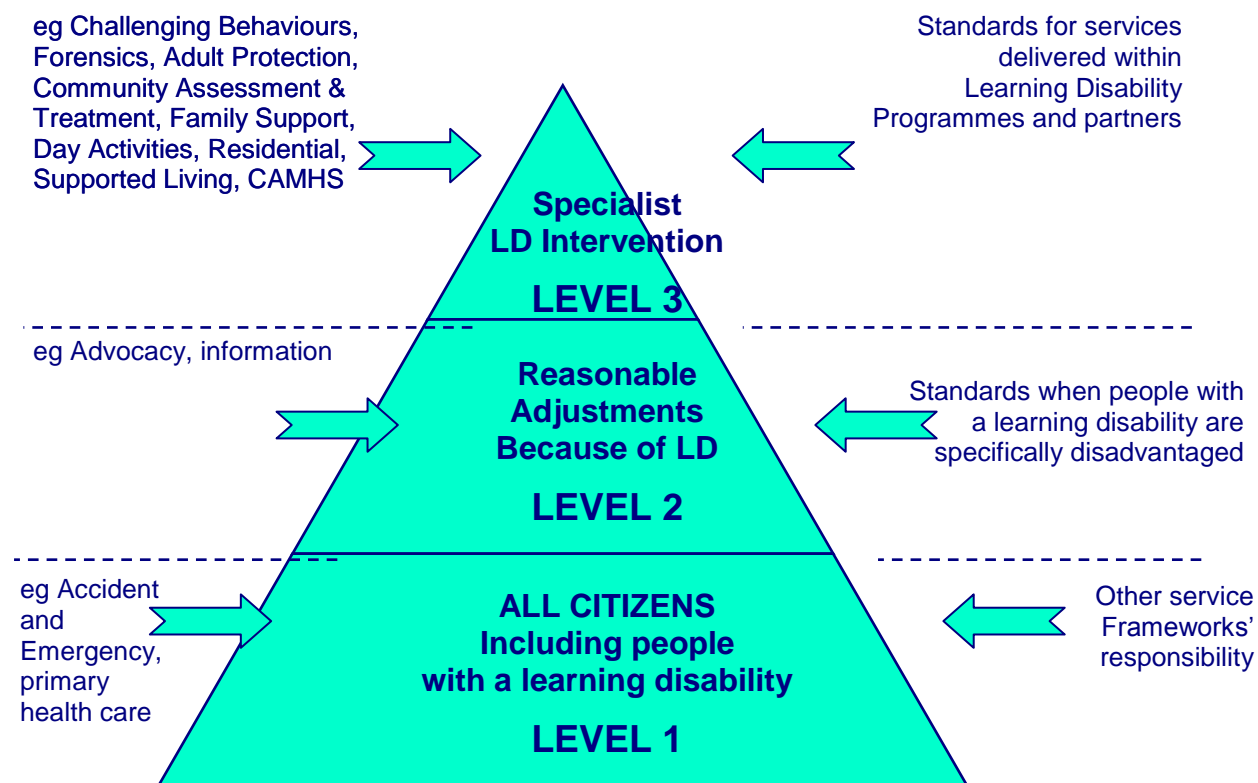 eg Challenging Behaviours,
Forensics, Adult Protection,
Community Assessment &
Treatment, Family Support,
Day Activities, Residential,
Supported Living, CAMHS
Standards for services
delivered within
Learning Disability
Programmes and partners
Specialist
LD Intervention
LEVEL 3
eg Advocacy, information
Reasonable
Adjustments
Because of LD
LEVEL 2
Standards when people with
a learning disability are
specifically disadvantaged
eg Accident
and
Emergency,
primary
health care
ALL CITIZENS
Including people
with a learning disability
LEVEL 1
Other service
Frameworks’
responsibility